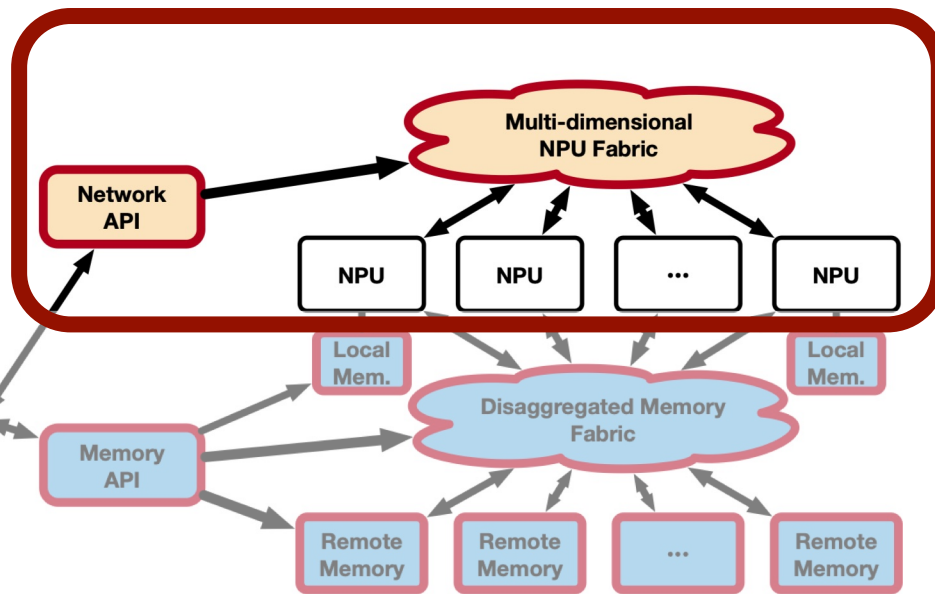 Multi-dimensional
NPU Fabric
Network
API
NPU
NPU
...
NPU
Local
Mem.
Local
Mem.
Disaggregated Memory
Fabric
Memory
API
Remote
Memory
Remote
Memory
...
Remote
Memory